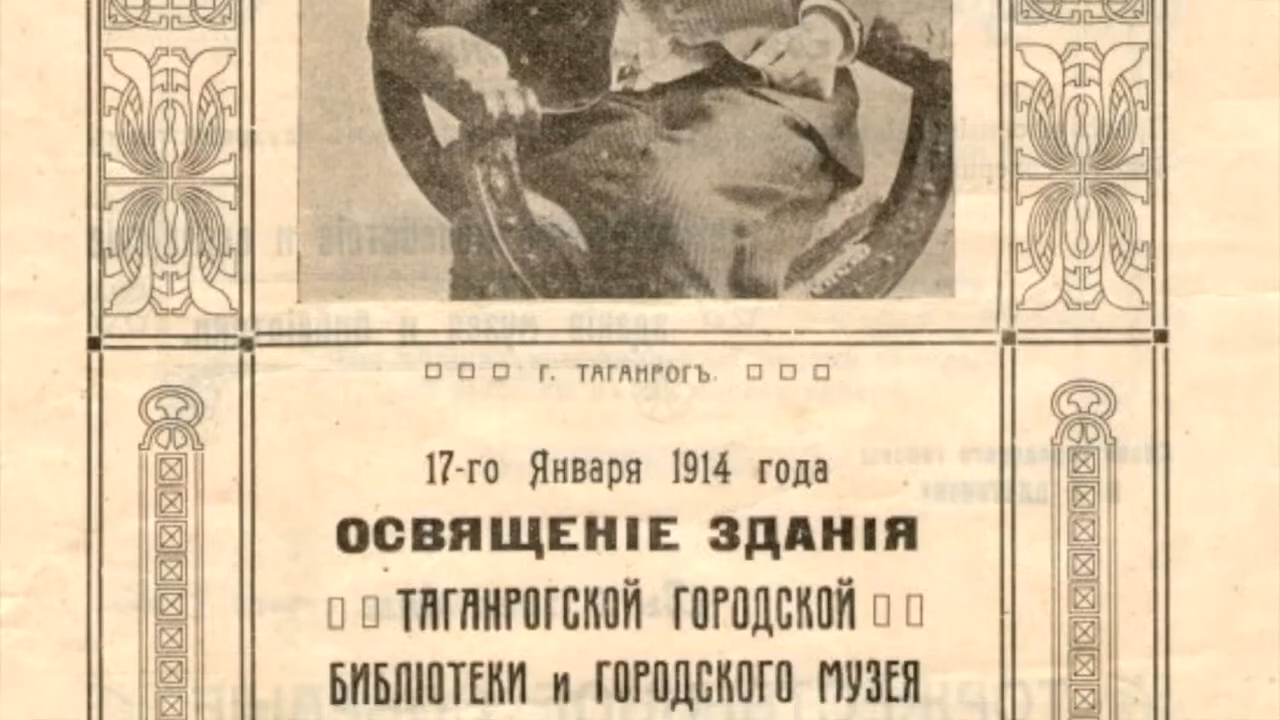 Г. ТАГАНРОГЪ.
17-го Января 1914 года
ОСВЯЩЕНІЕ ЗДАНІЯ
ТАГАНРОГСКОЙ ГОРОДСКОЙ
БИБЛІОТЕКИ и ГОРОДСКОГО МУЗЕЯ